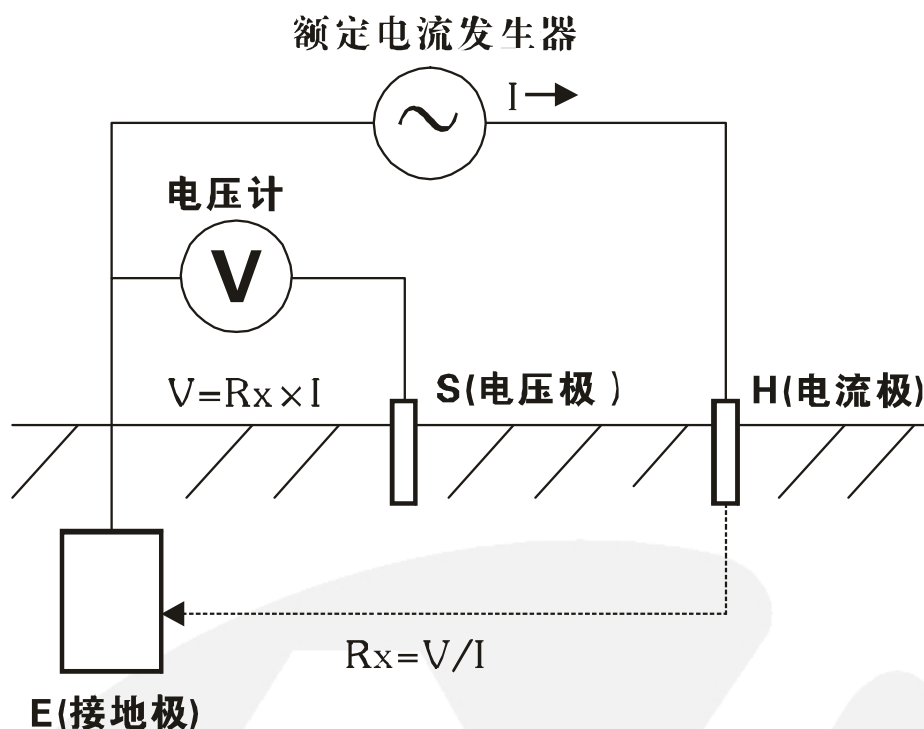 额定电流发生器
I
电压计
V
V=Rx×I
S(电压极)
H(电流极)
Rx=V/I
E(接地极)